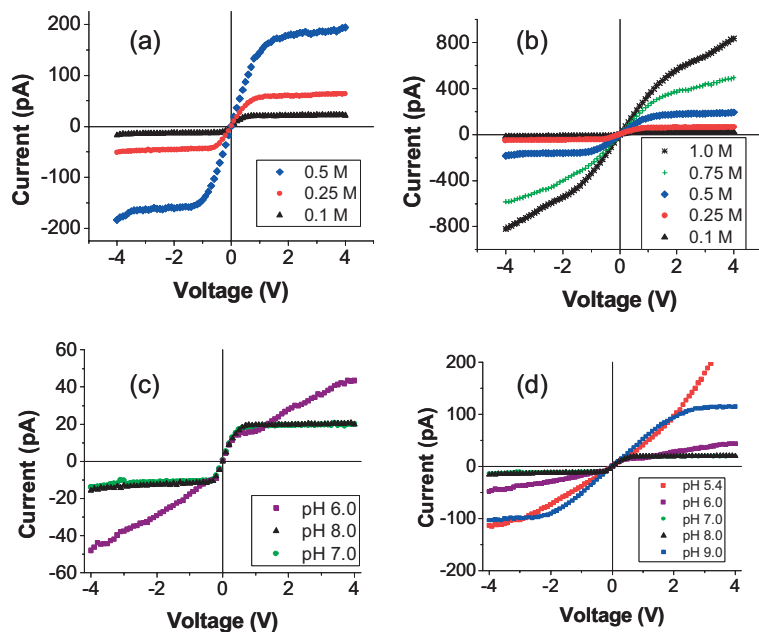 (a)
Current (pA)
200
100
0
-100
-200
-4 -2 0 2 4
Voltage (V)
0.5 M
0.25 M
0.1 M
(b)
Current (pA)
800
400
0
-400
-800
-4 -2 0 2 4
Voltage (V)
1.0 M
0.75 M
0.5 M
0.25 M
0.1 M
(c)
Current (pA)
60
40
20
0
-20
-40
-60
-4 -2 0 2 4
Voltage (V)
pH 6.0
pH 8.0
pH 7.0
(d)
Current (pA)
200
100
0
-100
-200
-4 -2 0 2 4
Voltage (V)
pH 5.4
pH 6.0
pH 7.0
pH 8.0
pH 9.0